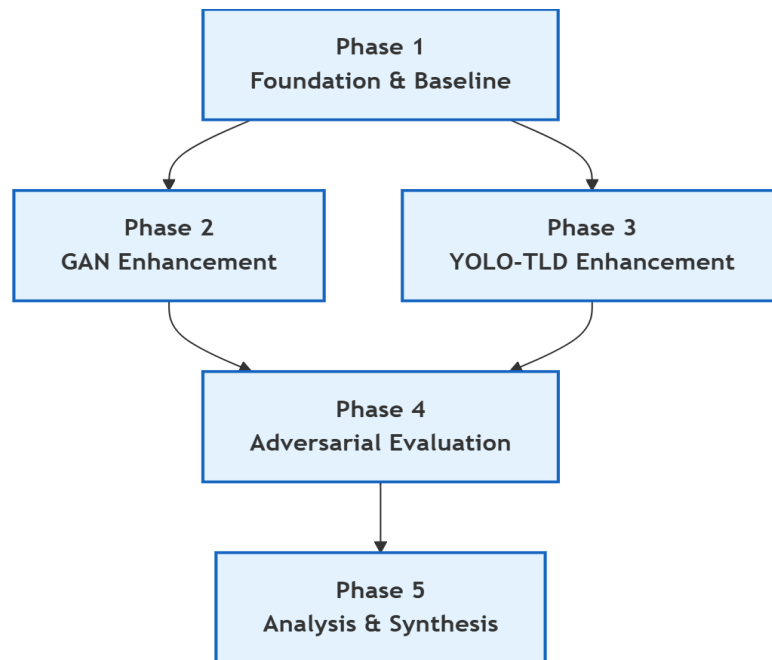 Phase 1
Foundation & Baseline
Phase 2
GAN Enhancement
Phase 3
YOLO-TLD Enhancement
Phase 4
Adversarial Evaluation
Phase 5
Analysis & Synthesis